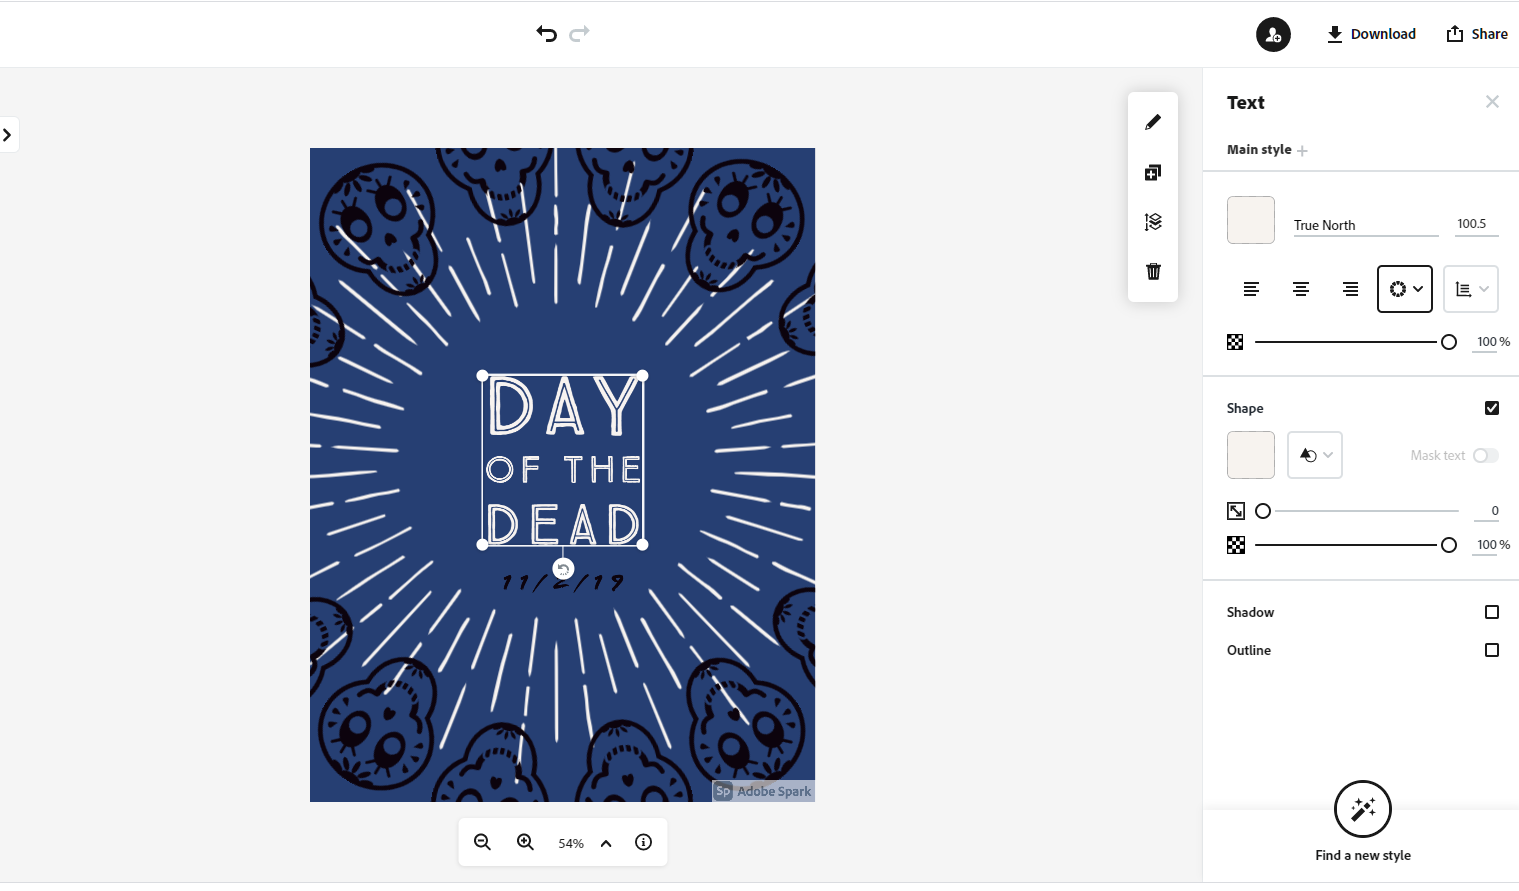 Download
Share
Text
Main style
True North
100.5
100 %
Shape
Mask text
0
100 %
Shadow
Outline
DAY
OF THE
DEAD
11/2/19
Sp Adobe Spark
54%
Find a new style